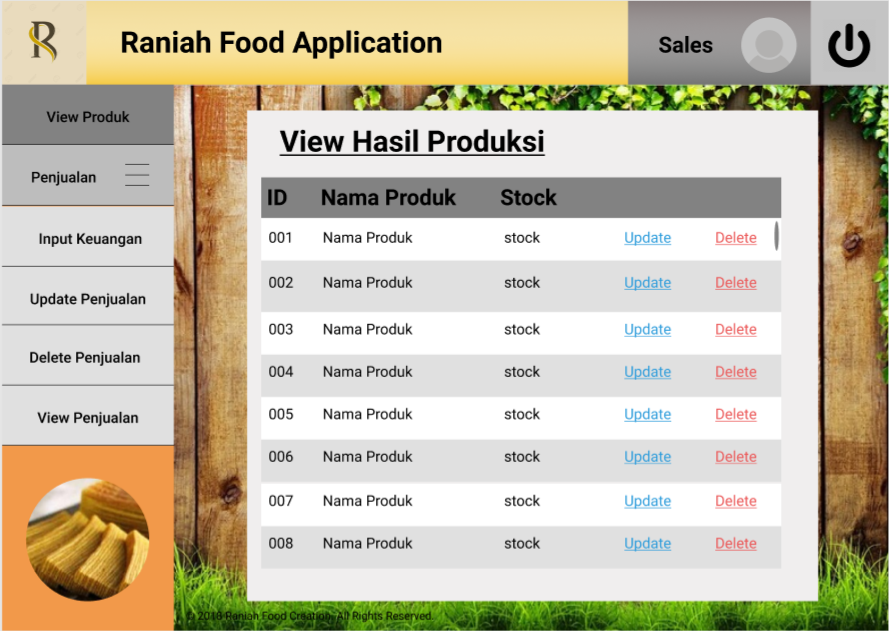 R
Raniah Food Application
Sales
View Produk
Penjualan
Input Keuangan
Update Penjualan
Delete Penjualan
View Penjualan
View Hasil Produksi
ID Nama Produk Stock
001 Nama Produk stock Update Delete
002 Nama Produk stock Update Delete
003 Nama Produk stock Update Delete
004 Nama Produk stock Update Delete
005 Nama Produk stock Update Delete
006 Nama Produk stock Update Delete
007 Nama Produk stock Update Delete
008 Nama Produk stock Update Delete
© 2018 Raniah Food Creation. All Rights Reserved.